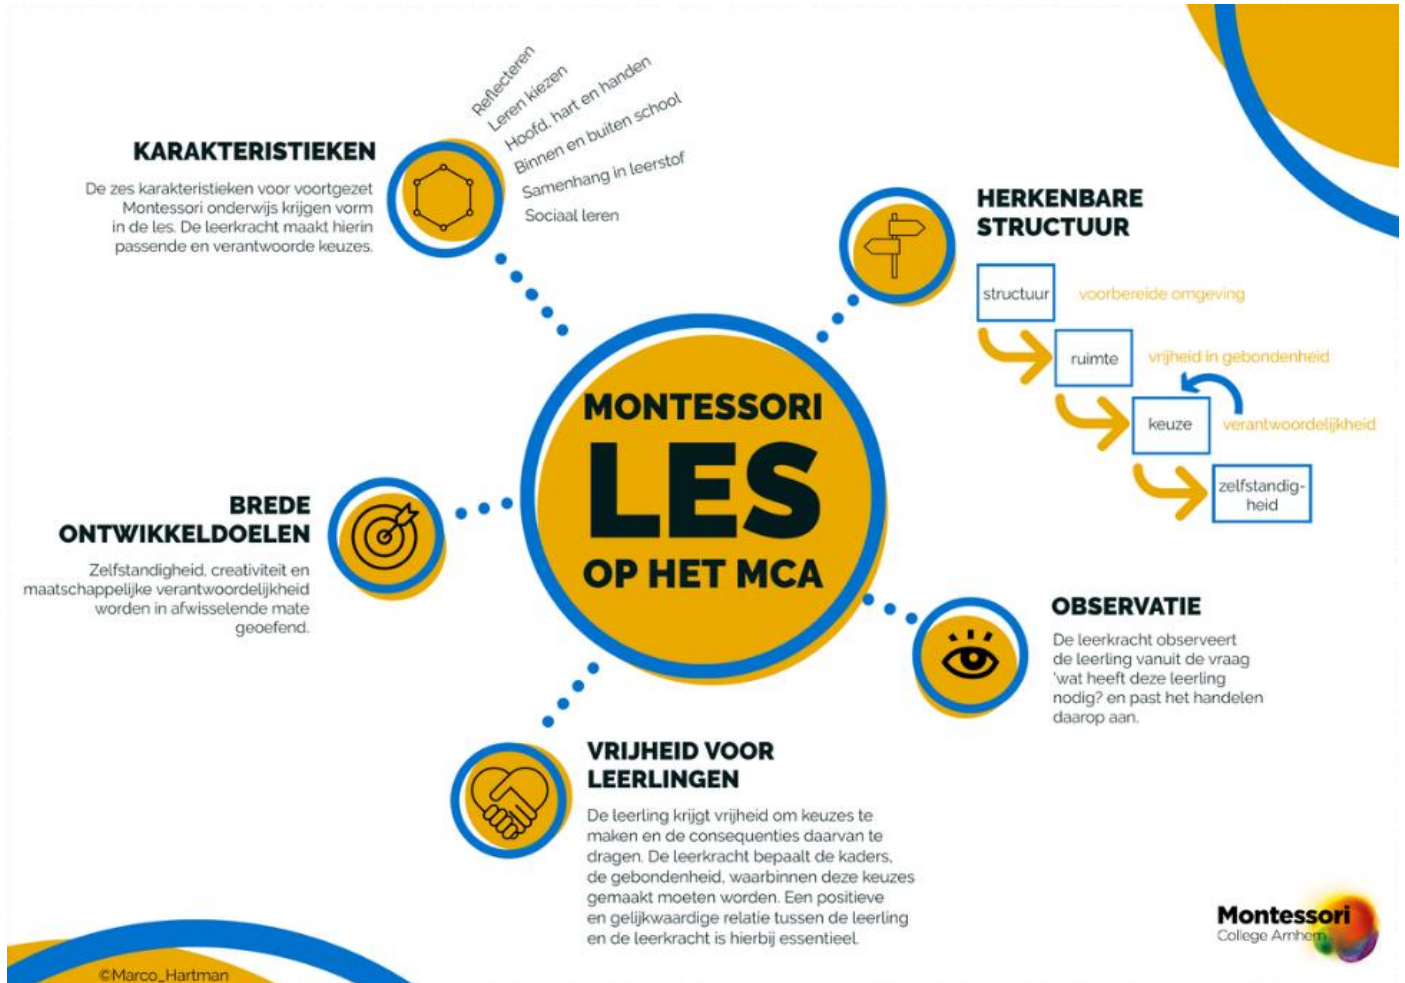 KARAKTERISTIEKEN
De zes karakteristieken voor voortgezet
Montessori onderwijs krijgen vorm
in de les. De leerkracht maakt hierin
passende en verantwoorde keuzes.
Reflecteren
Leren kiezen
Hoofd, hart en handen
Binnen en buiten school
Samenhang in leerstof
Sociaal leren
HERKENBARE
STRUCTUUR
structuur
voorbereide omgeving
ruimte
vrijheid in gebondenheid
keuze
verantwoordelijkheid
zelfstandig-
heid
MONTESSORI
LES
OP HET MCA
BREDE
ONTWIKKELDOELEN
Zelfstandigheid, creativiteit en
maatschappelijke verantwoordelijkheid
worden in afwisselende mate
geoefend.
OBSERVATIE
De leerkracht observeert
de leerling vanuit de vraag
'wat heeft deze leerling
nodig? en past het handelen
daarop aan.
VRIJHEID VOOR
LEERLINGEN
De leerling krijgt vrijheid om keuzes te
maken en de consequenties daarvan te
dragen. De leerkracht bepaalt de kaders,
de gebondenheid, waarbinnen deze keuzes
gemaakt moeten worden. Een positieve
en gelijkwaardige relatie tussen de leerling
en de leerkracht is hierbij essentieel.
Montessori
College Arnhem
©Marco_Hartman